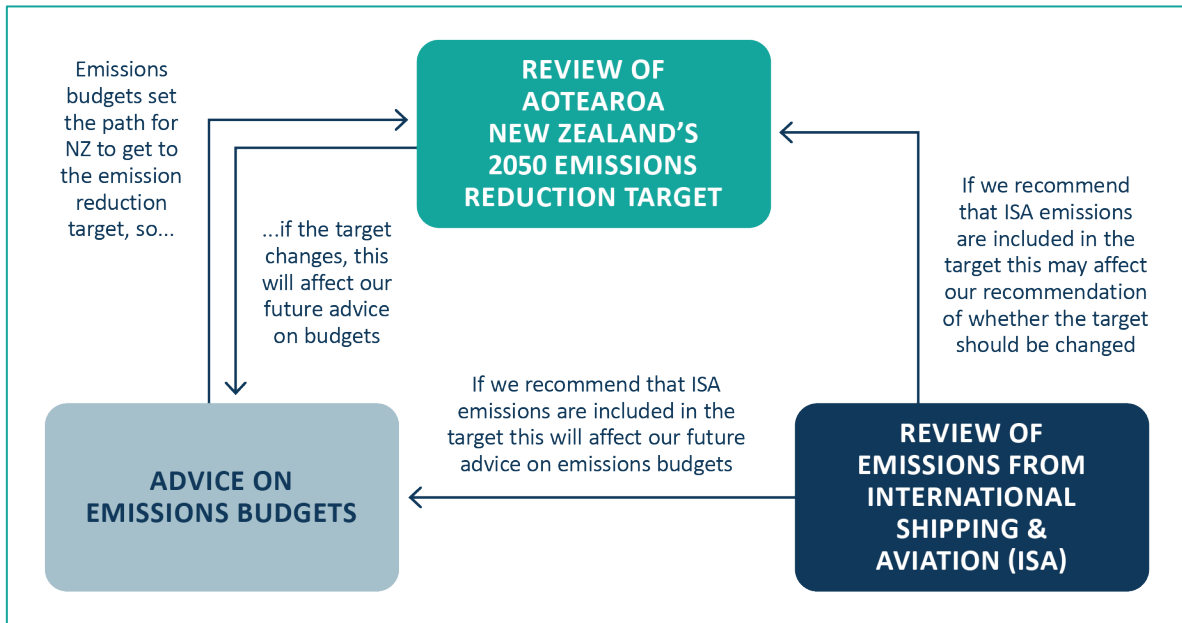 Emissions
budgets set
the path for
NZ to get to
the emission
reduction
target, so...
REVIEW OF
AOTEAROA
NEW ZEALAND’S
2050 EMISSIONS
REDUCTION TARGET
...if the target
changes, this
will affect our
future advice
on budgets
If we recommend
that ISA emissions
are included in the
target this may affect
our recommendation
of whether the target
should be changed
If we recommend that ISA
emissions are included in the
target this will affect our future
advice on emissions budgets
ADVICE ON
EMISSIONS BUDGETS
REVIEW OF
EMISSIONS FROM
INTERNATIONAL
SHIPPING &
AVIATION (ISA)